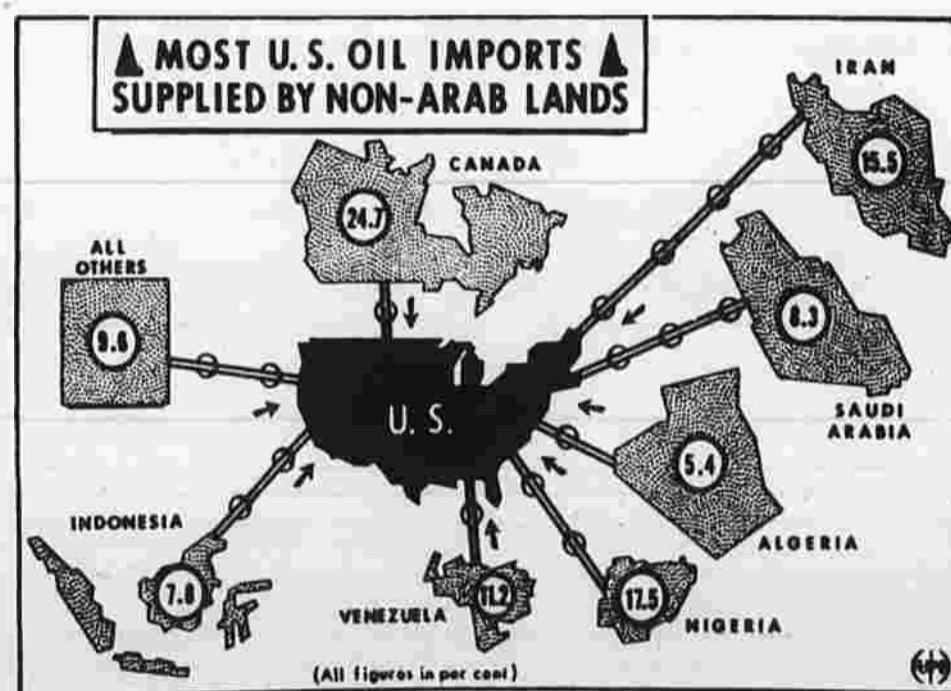 MOST U.S. OIL IMPORTS
SUPPLIED BY NON-ARAB LANDS
IRAN
15.5
CANADA
24.7
ALL
OTHERS
9.6
8.3
SAUDI
ARABIA
U.S.
5.4
ALGERIA
INDONESIA
7.8
VENEZUELA
11.2
17.5
NIGERIA
(All figures in per cent)
UPI